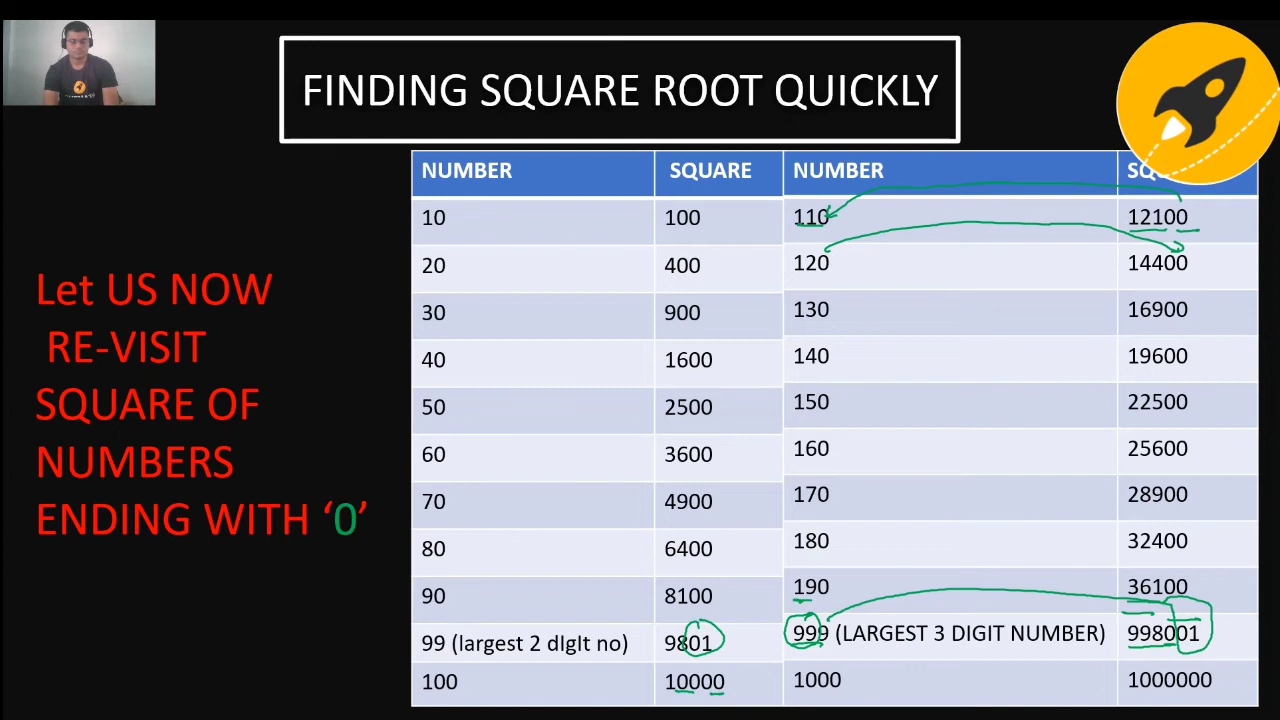 FINDING SQUARE ROOT QUICKLY
Let US NOW
RE-VISIT
SQUARE OF
NUMBERS
ENDING WITH ‘0’
NUMBER SQUARE NUMBER
10 100 110 12100
20 400 120 14400
30 900 130 16900
40 1600 140 19600
50 2500 150 22500
60 3600 160 25600
70 4900 170 28900
80 6400 180 32400
90 8100 190 36100
99 (largest 2 dIgIt no) 9801 999 (LARGEST 3 DIGIT NUMBER) 998001
100 10000 1000 1000000